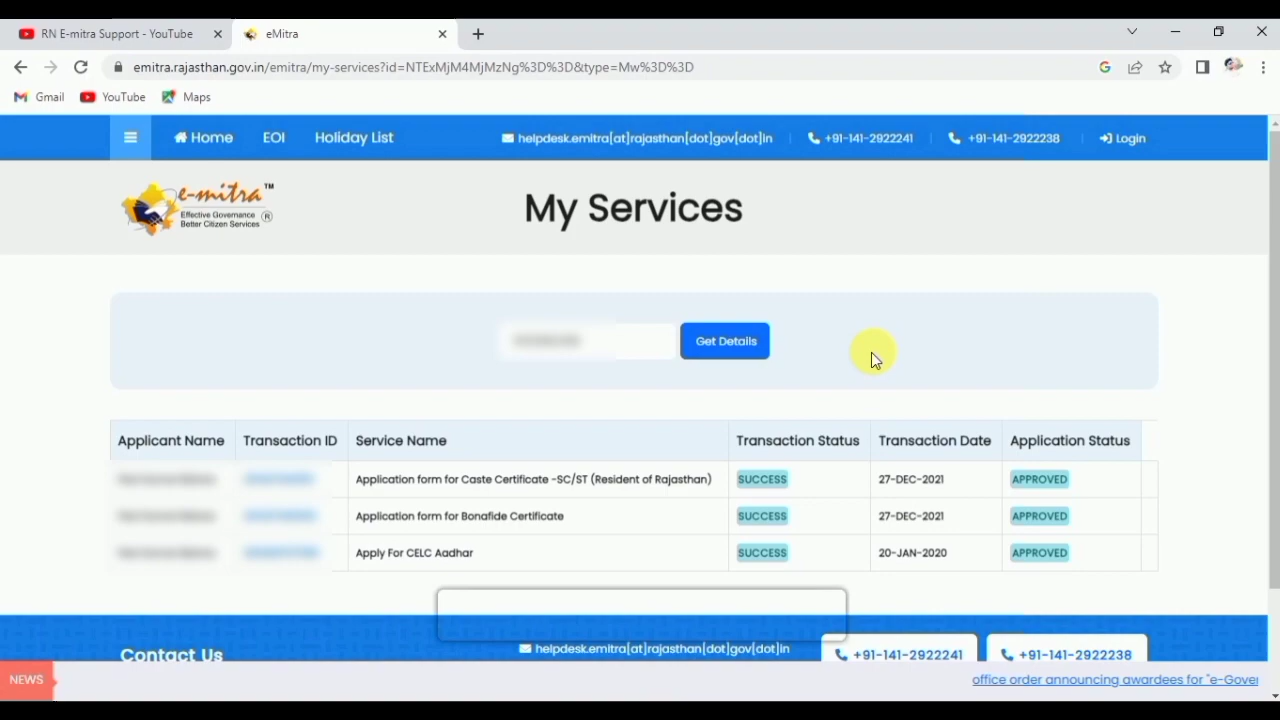 RN E-mitra Support - YouTube
eMitra
emitra.rajasthan.gov.in/emitra/my-services?id=NTExMjM4MjMzNg%3D%3D&type=Mw%3D%3D
Gmail YouTube Maps
Home EOI Holiday List helpdesk.emitra[at]rajasthan[dot]gov[dot]in +91-141-2922241 +91-141-2922238 Login
e-mitra™
Effective Governance
Better Citizen Services ®
My Services
Get Details
Applicant Name Transaction ID Service Name Transaction Status Transaction Date Application Status
Application form for Caste Certificate -SC/ST (Resident of Rajasthan) SUCCESS 27-DEC-2021 APPROVED
Application form for Bonafide Certificate SUCCESS 27-DEC-2021 APPROVED
Apply For CELC Aadhar SUCCESS 20-JAN-2020 APPROVED
Contact Us helpdesk.emitra[at]rajasthan[dot]gov[dot]in +91-141-2922241 +91-141-2922238
NEWS office order announcing awardees for "e-Gover